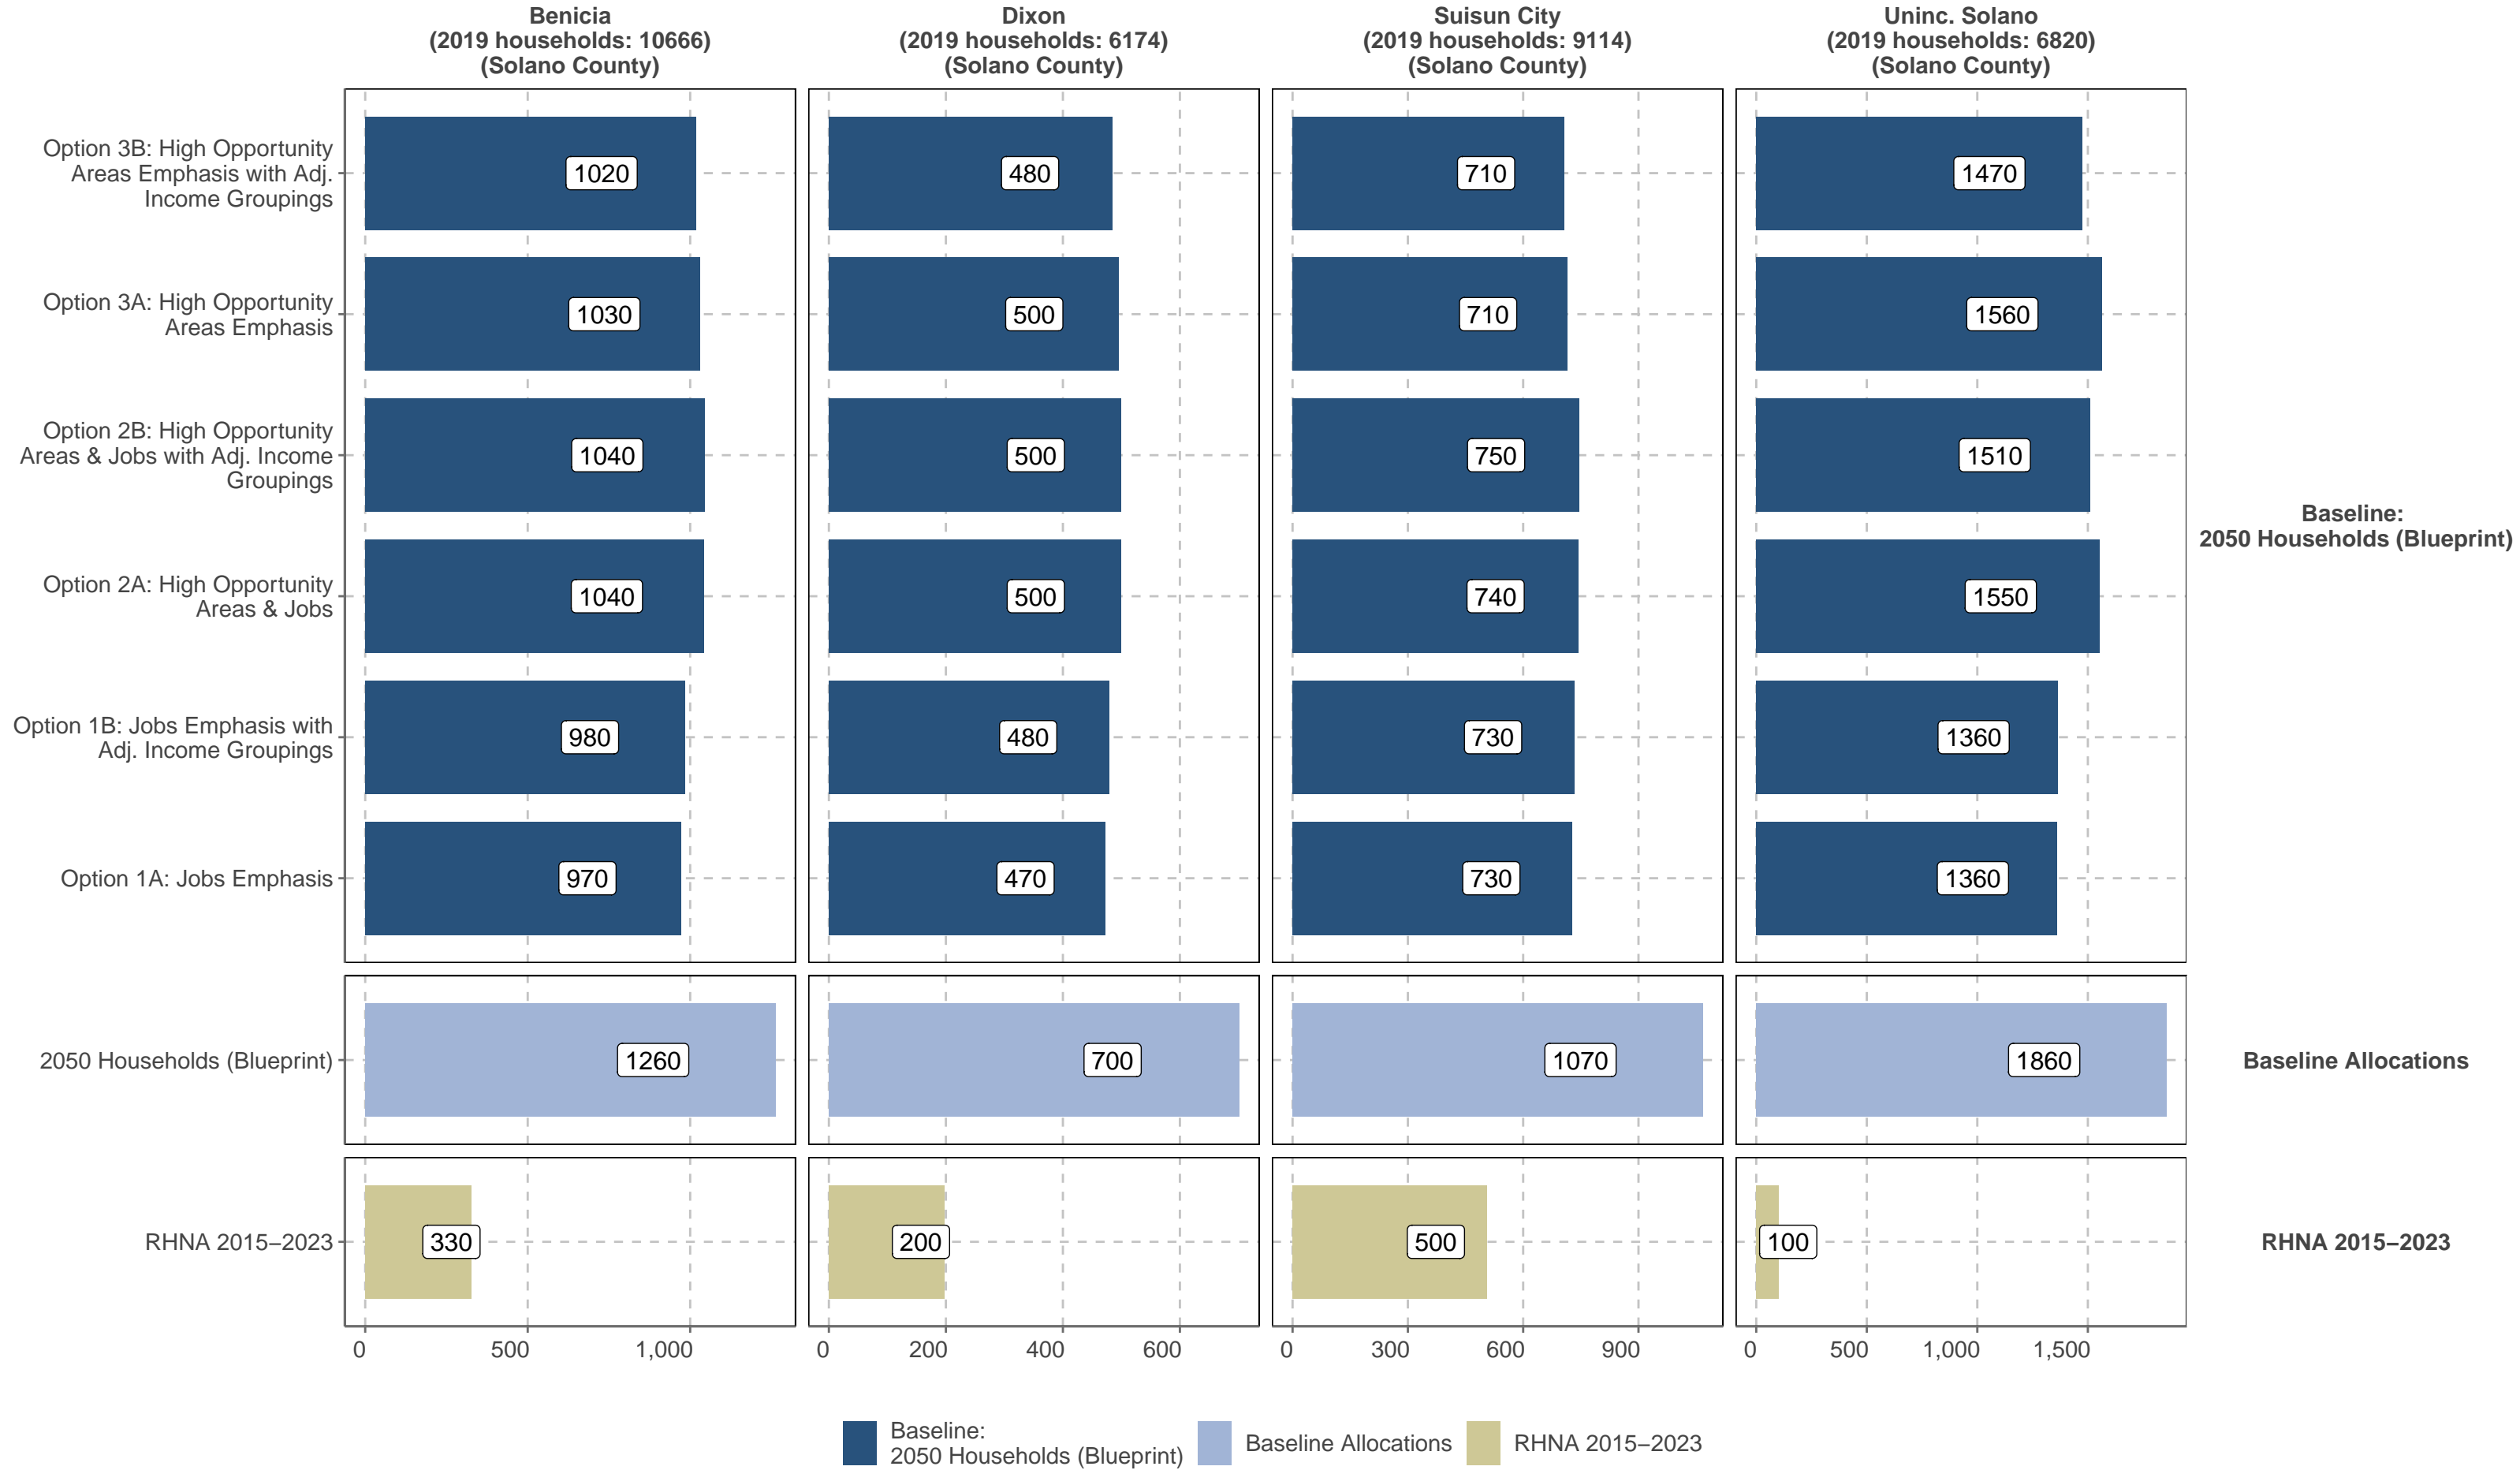 Benicia
(2019 households: 10666)
(Solano County)
Dixon
(2019 households: 6174)
(Solano County)
Suisun City
(2019 households: 9114)
(Solano County)
Uninc. Solano
(2019 households: 6820)
(Solano County)
Option 3B: High Opportunity
Areas Emphasis with Adj.
Income Groupings
1020
480
710
1470
Option 3A: High Opportunity
Areas Emphasis
1030
500
710
1560
Option 2B: High Opportunity
Areas & Jobs with Adj. Income
Groupings
1040
500
750
1510
Baseline:
2050 Households (Blueprint)
Option 2A: High Opportunity
Areas & Jobs
1040
500
740
1550
Option 1B: Jobs Emphasis with
Adj. Income Groupings
980
480
730
1360
Option 1A: Jobs Emphasis
970
470
730
1360
2050 Households (Blueprint)
1260
700
1070
1860
Baseline Allocations
RHNA 2015−2023
330
200
500
100
RHNA 2015−2023
0 500 1,000
0 200 400 600
0 300 600 900
0 500 1,000 1,500
Baseline:
2050 Households (Blueprint)
Baseline Allocations
RHNA 2015−2023